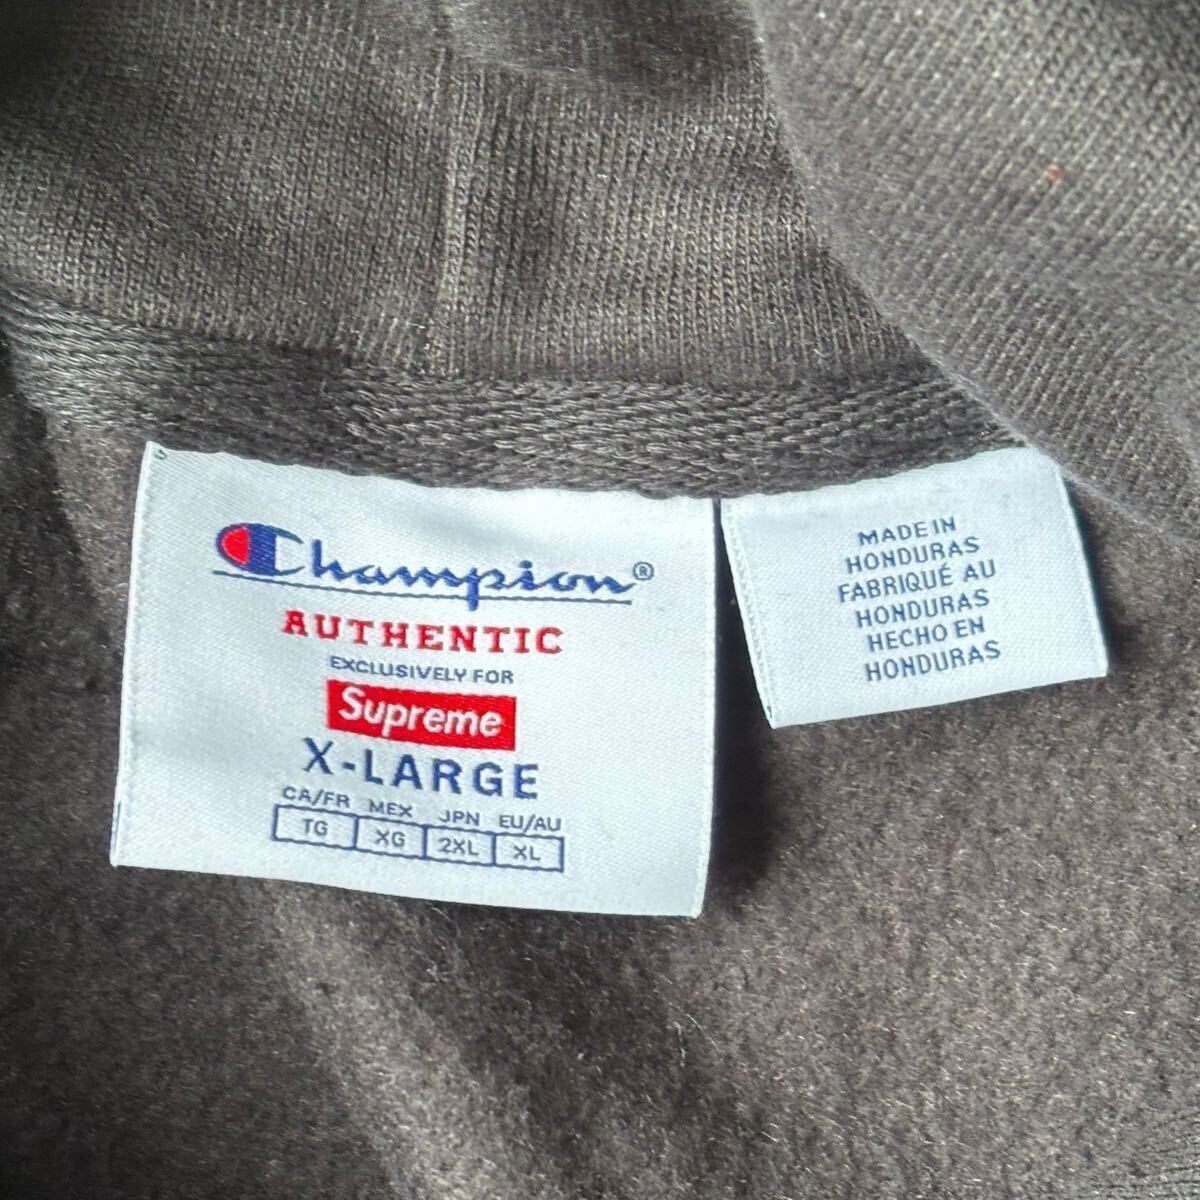 Champion®
AUTHENTIC
EXCLUSIVELY FOR
Supreme
X-LARGE
CA/FR MEX JPN EU/AU
TG XG 2XL XL
MADE IN
HONDURAS
FABRIQUÉ AU
HONDURAS
HECHO EN
HONDURAS